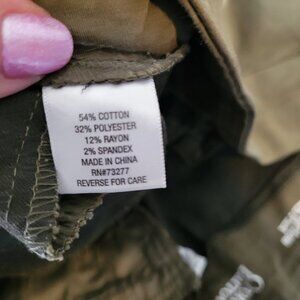 54% COTTON
32% POLYESTER
12% RAYON
2% SPANDEX
MADE IN CHINA
RN#73277
REVERSE FOR CARE